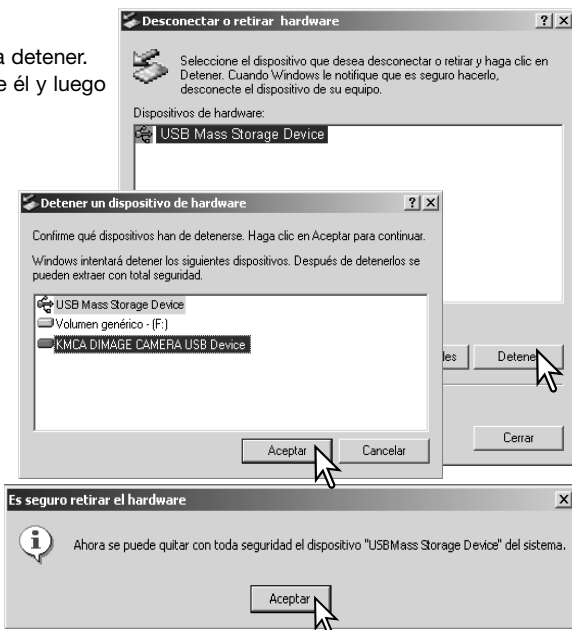 a detener.
e él y luego
Desconectar o retirar hardware
Seleccione el dispositivo que desea desconectar o retirar y haga clic en
Detener. Cuando Windows le notifique que es seguro hacerlo,
desconecte el dispositivo de su equipo.
Dispositivos de hardware:
USB Mass Storage Device
Detener un dispositivo de hardware
Confirme qué dispositivos han de detenerse. Haga clic en Aceptar para continuar.
Windows intentará detener los siguientes dispositivos. Después de detenerlos se
pueden extraer con total seguridad.
USB Mass Storage Device
Volumen genérico - (F:)
KMCA DIMAGE CAMERA USB Device
les Detene
Aceptar Cancelar
Cerrar
Es seguro retirar el hardware
Ahora se puede quitar con toda seguridad el dispositivo "USBMass Storage Device" del sistema.
Aceptar